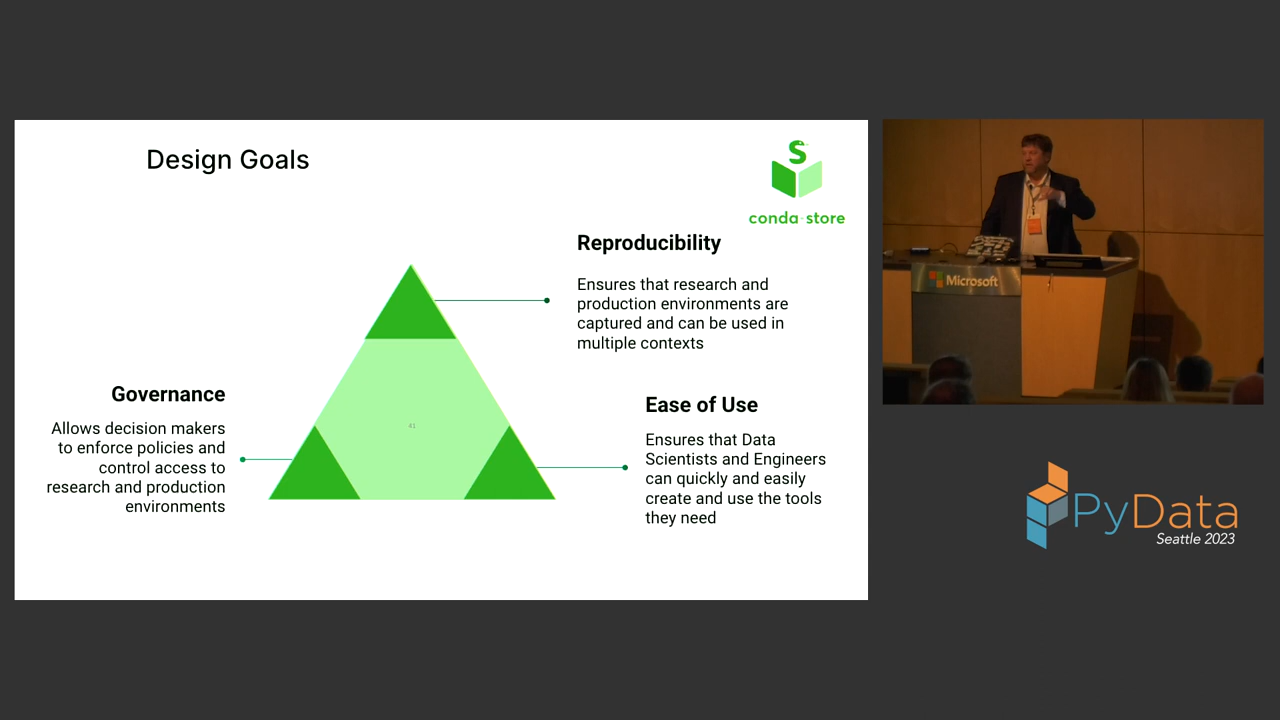 Design Goals
conda-store
Reproducibility
Ensures that research and
production environments are
captured and can be used in
multiple contexts
Governance
Allows decision makers
to enforce policies and
control access to
research and production
environments
41
Ease of Use
Ensures that Data
Scientists and Engineers
can quickly and easily
create and use the tools
they need
Microsoft
PyData
Seattle 2023